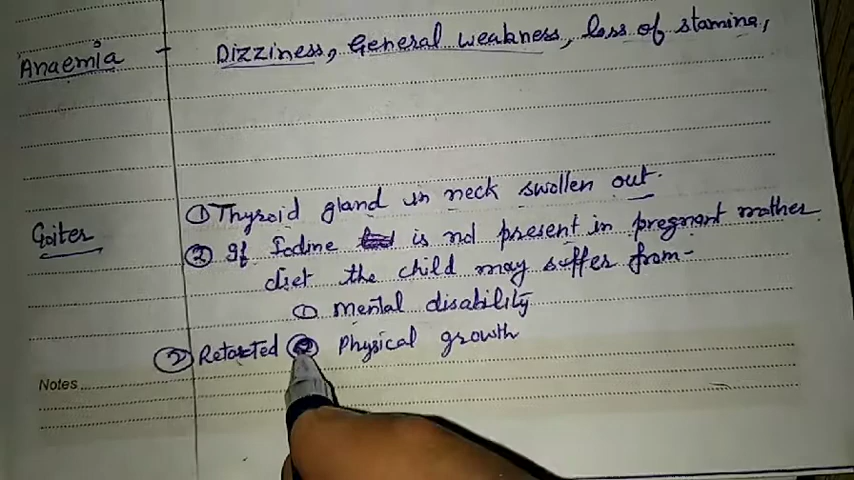 Anaemia - Dizziness, General weakness, loss of stamina,
① Thyroid gland in neck swollen out.
Goiter
② If Iodine is not present in pregnant mother
diet the child may suffer from-
① Mental disability
② Retarcted Physical growth
Notes